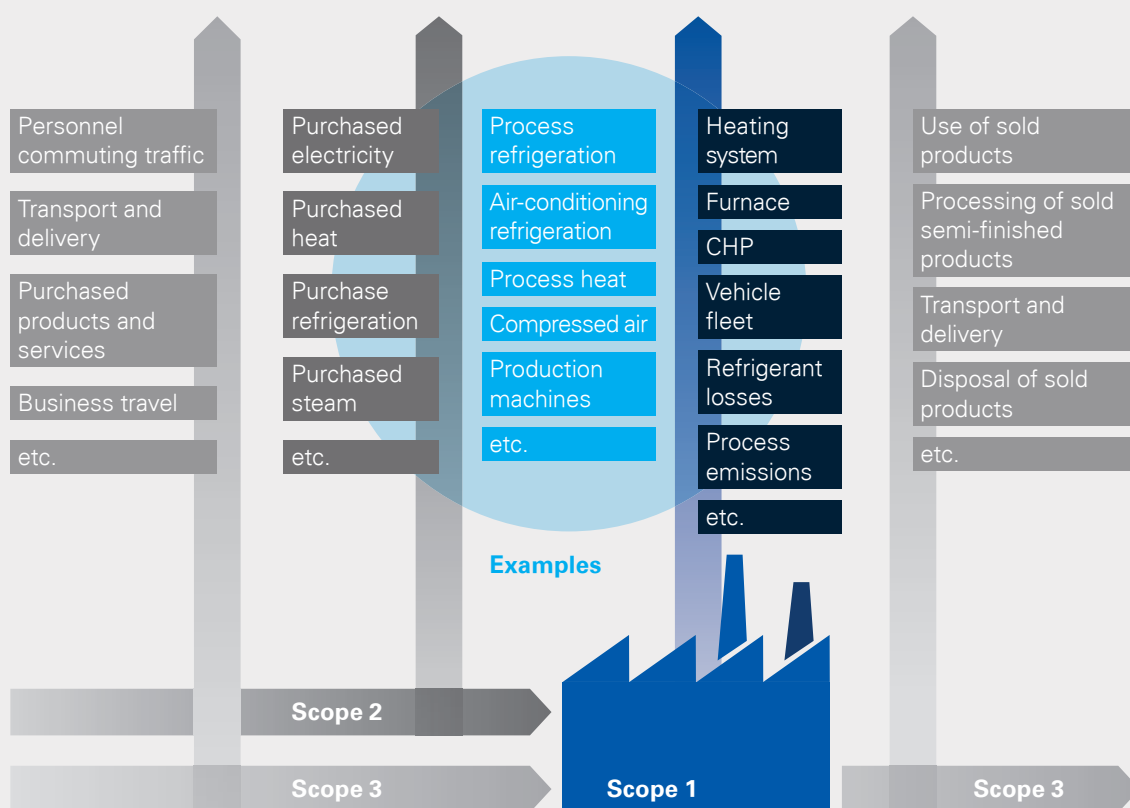 Personnel
commuting traffic
Transport and
delivery
Purchased
products and
services
Business travel
etc.
Purchased
electricity
Purchased
heat
Purchase
refrigeration
Purchased
steam
etc.
Process
refrigeration
Air-conditioning
refrigeration
Process heat
Compressed air
Production
machines
etc.
Examples
Heating
system
Furnace
CHP
Vehicle
fleet
Refrigerant
losses
Process
emissions
etc.
Use of sold
products
Processing of sold
semi-finished
products
Transport and
delivery
Disposal of sold
products
etc.
Scope 2
Scope 3
Scope 1
Scope 3